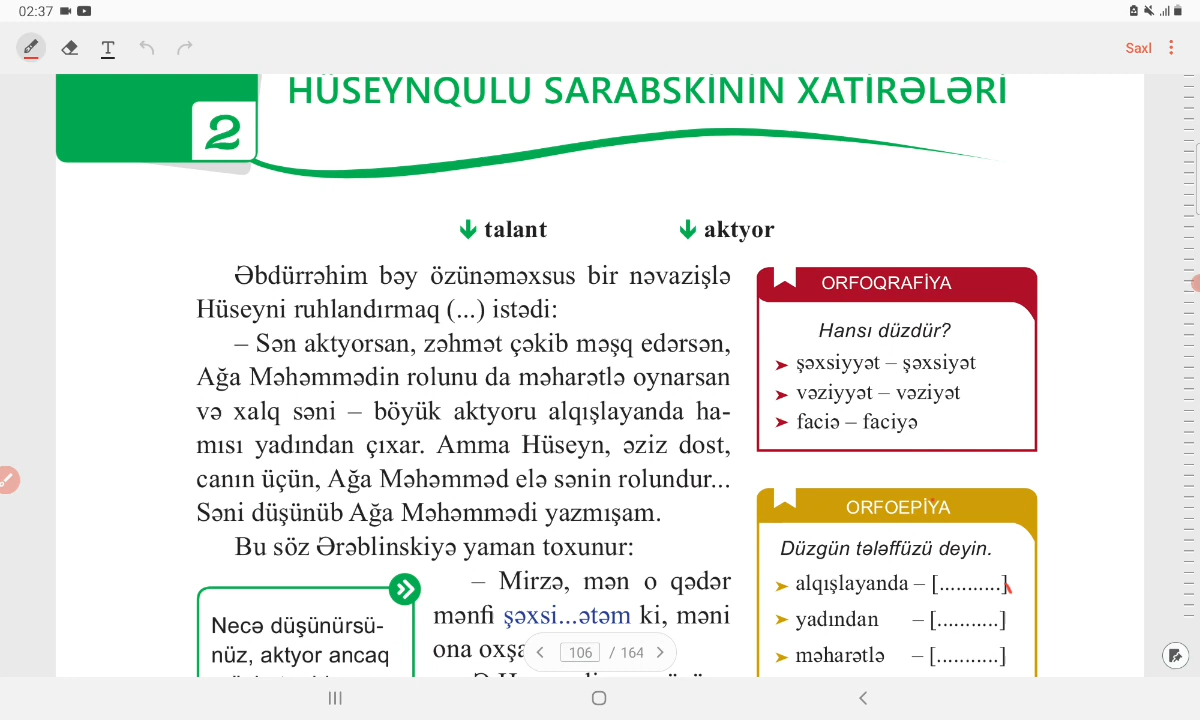 02:37
Saxl
HÜSEYNQULU SARABSKİNİN XATİRƏLƏRİ
2
talant
aktyor
Əbdürrəhim bəy özünəməxsus bir nəvazişlə
Hüseyni ruhlandırmaq (...) istədi:
– Sən aktyorsan, zəhmət çəkib məşq edərsən,
Ağa Məhəmmədin rolunu da məharətlə oynarsan
və xalq səni – böyük aktyoru alqışlayanda ha-
mısı yadından çıxar. Amma Hüseyn, əziz dost,
canın üçün, Ağa Məhəmməd elə sənin rolundur...
Səni düşünüb Ağa Məhəmmədi yazmışam.
Bu söz Ərəblinskiyə yaman toxunur:
– Mirzə, mən o qədər
mənfi şəxsi...ətəm ki, məni
ona oxşa
Necə düşünürsü-
nüz, aktyor ancaq
ORFOQRAFİYA
Hansı düzdür?
şəxsiyyət – şəxsiyət
vəziyyət – vəziyət
faciə – faciyə
ORFOEPİYA
Düzgün tələffüzü deyin.
alqışlayanda – [...........]
yadından – [...........]
məharətlə – [...........]
106 / 164